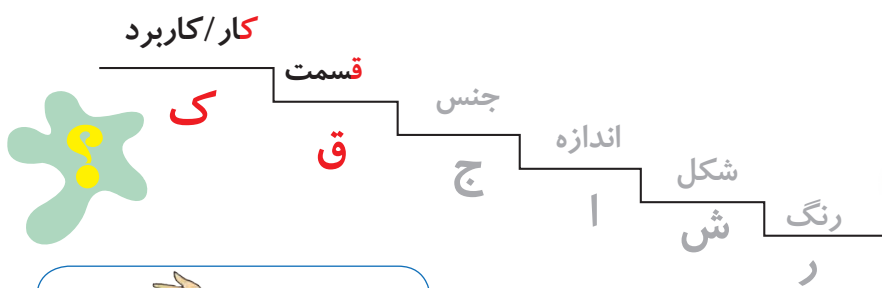 کار/کاربرد
ک
قسمت
ق
جنس
ج
اندازه
ا
شکل
ش
رنگ
ر
؟